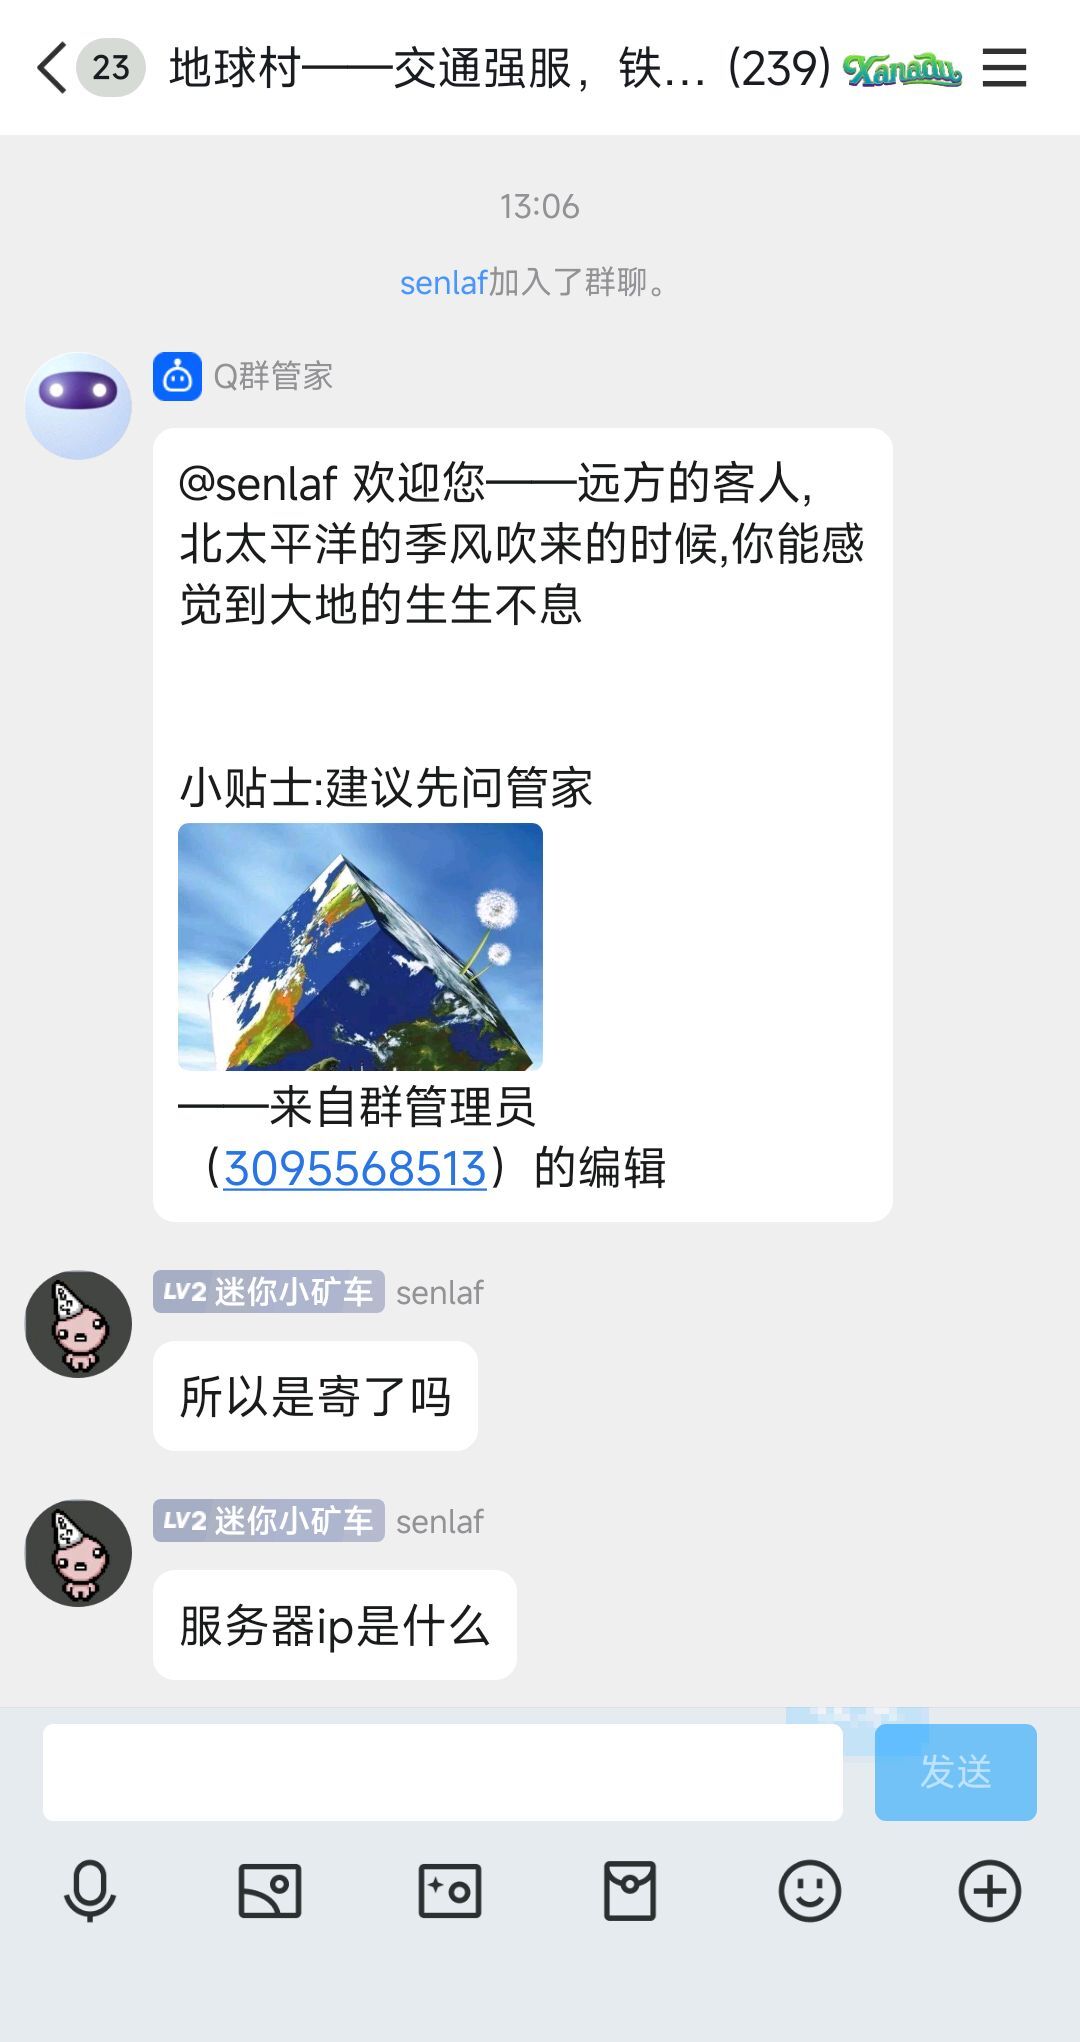 23
地球村——交通强服，铁... (239)
Xanadu
13:06
senlaf加入了群聊。
Q群管家
@senlaf 欢迎您——远方的客人,
北太平洋的季风吹来的时候,你能感
觉到大地的生生不息
小贴士:建议先问管家
——来自群管理员
（3095568513）的编辑
LV2 迷你小矿车 senlaf
所以是寄了吗
LV2 迷你小矿车 senlaf
服务器ip是什么
发送